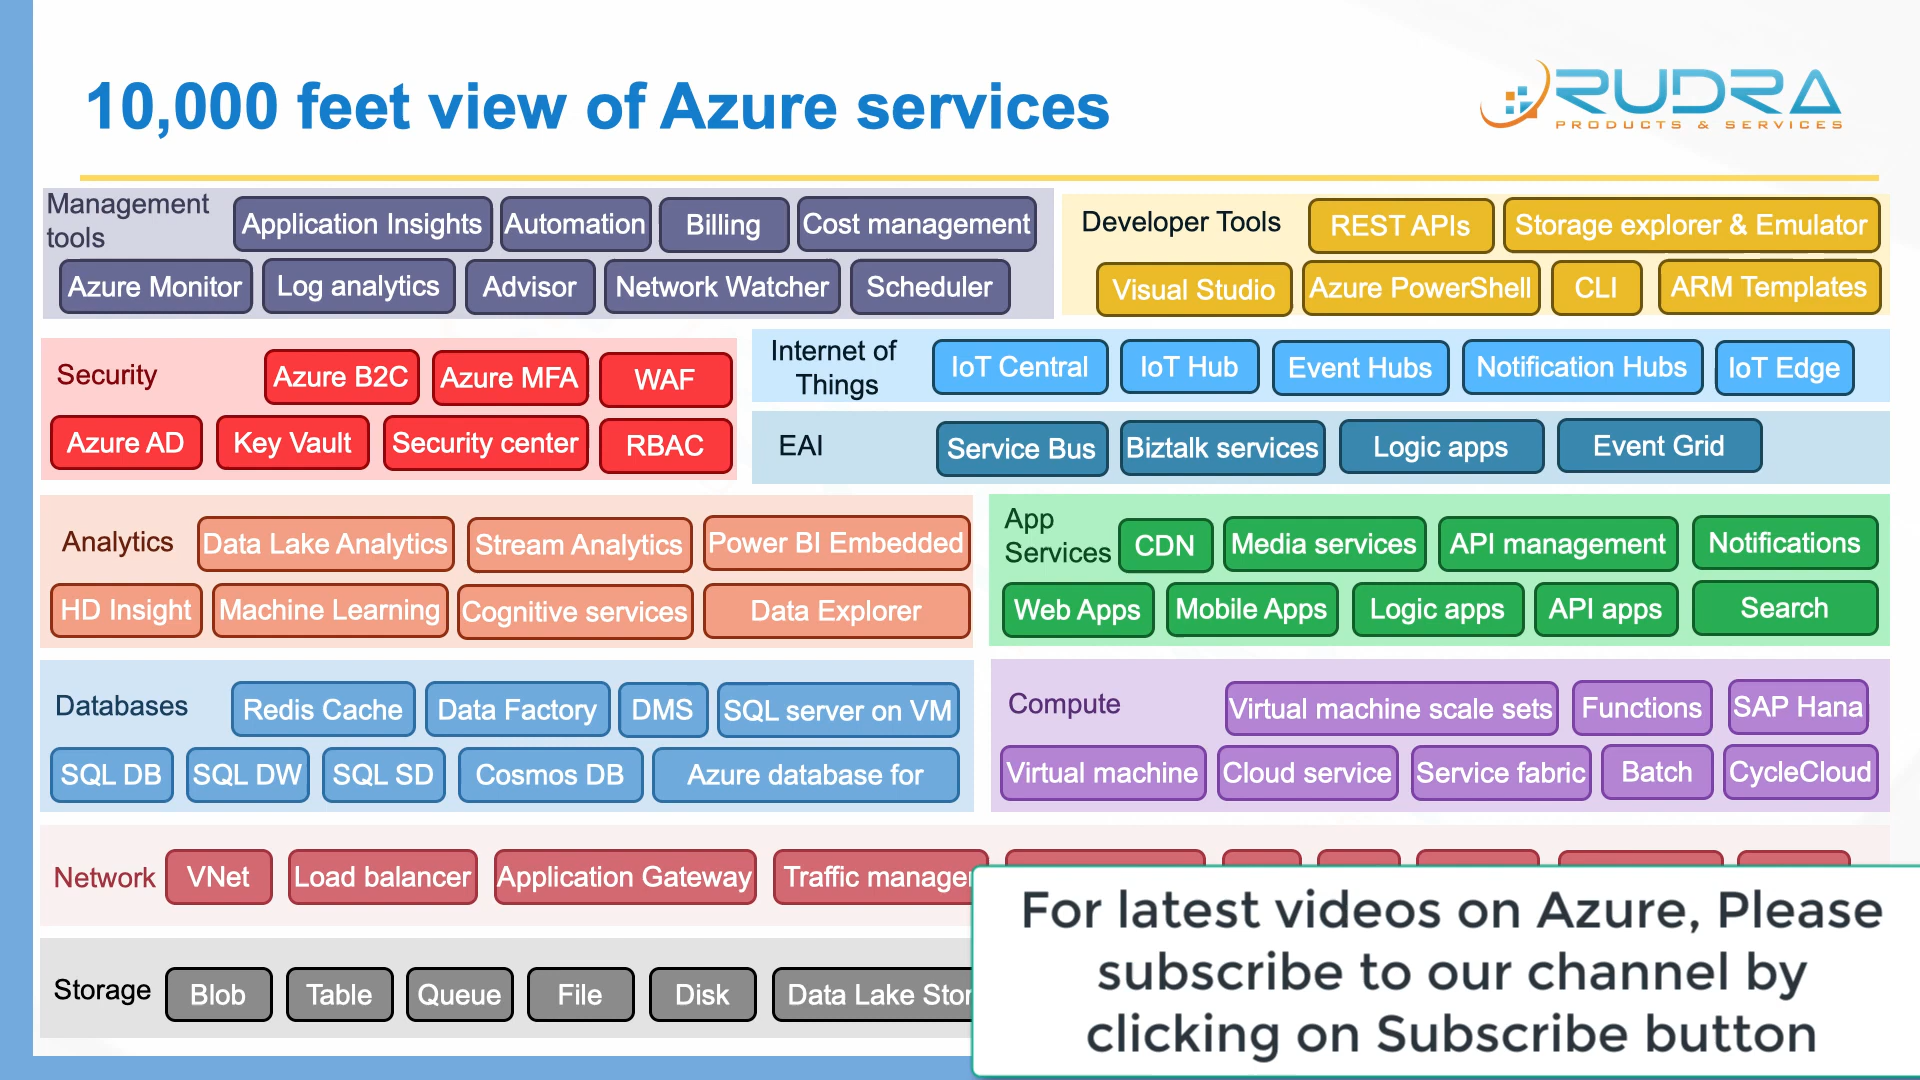 10,000 feet view of Azure services
RUDRA
PRODUCTS & SERVICES
Management
tools
Application Insights
Automation
Billing
Cost management
Azure Monitor
Log analytics
Advisor
Network Watcher
Scheduler
Developer Tools
REST APIs
Storage explorer & Emulator
Visual Studio
Azure PowerShell
CLI
ARM Templates
Security
Azure B2C
Azure MFA
WAF
Azure AD
Key Vault
Security center
RBAC
Internet of
Things
IoT Central
IoT Hub
Event Hubs
Notification Hubs
IoT Edge
EAI
Service Bus
Biztalk services
Logic apps
Event Grid
Analytics
Data Lake Analytics
Stream Analytics
Power BI Embedded
HD Insight
Machine Learning
Cognitive services
Data Explorer
App
Services
CDN
Media services
API management
Notifications
Web Apps
Mobile Apps
Logic apps
API apps
Search
Databases
Redis Cache
Data Factory
DMS
SQL server on VM
SQL DB
SQL DW
SQL SD
Cosmos DB
Azure database for
Compute
Virtual machine scale sets
Functions
SAP Hana
Virtual machine
Cloud service
Service fabric
Batch
CycleCloud
Network
VNet
Load balancer
Application Gateway
Traffic manager
Storage
Blob
Table
Queue
File
Disk
Data Lake
For latest videos on Azure, Please
subscribe to our channel by
clicking on Subscribe button